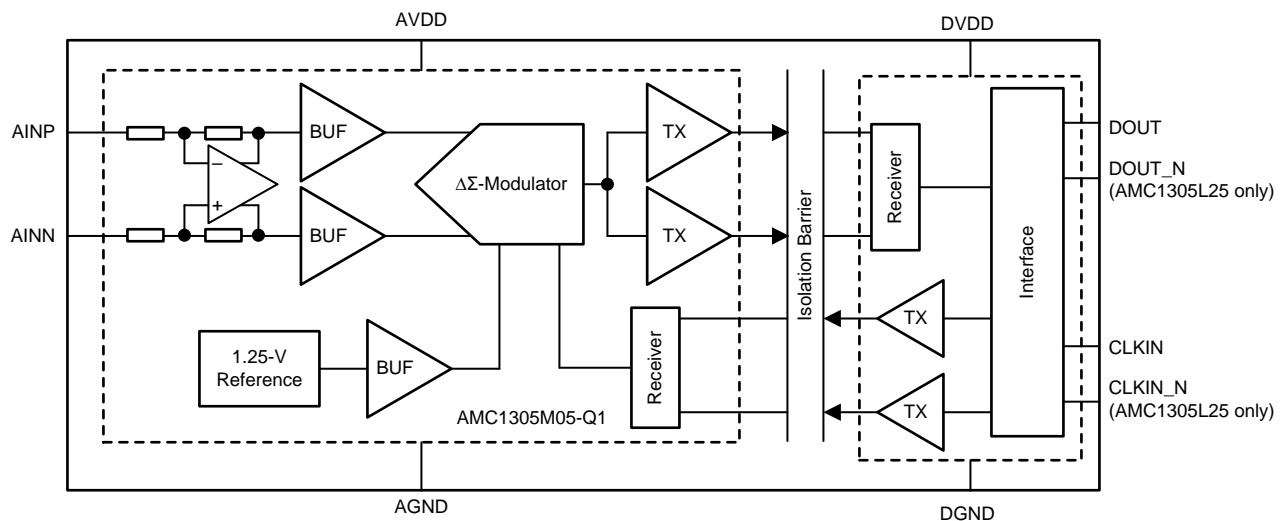 AVDD
DVDD
AINP
BUF
TX
DOUT
DOUT_N
(AMC1305L25 only)
−
+
ΔΣ-Modulator
Receiver
AINN
BUF
TX
Isolation Barrier
Interface
1.25-V
Reference
BUF
Receiver
TX
CLKIN
CLKIN_N
(AMC1305L25 only)
TX
AMC1305M05-Q1
AGND
DGND